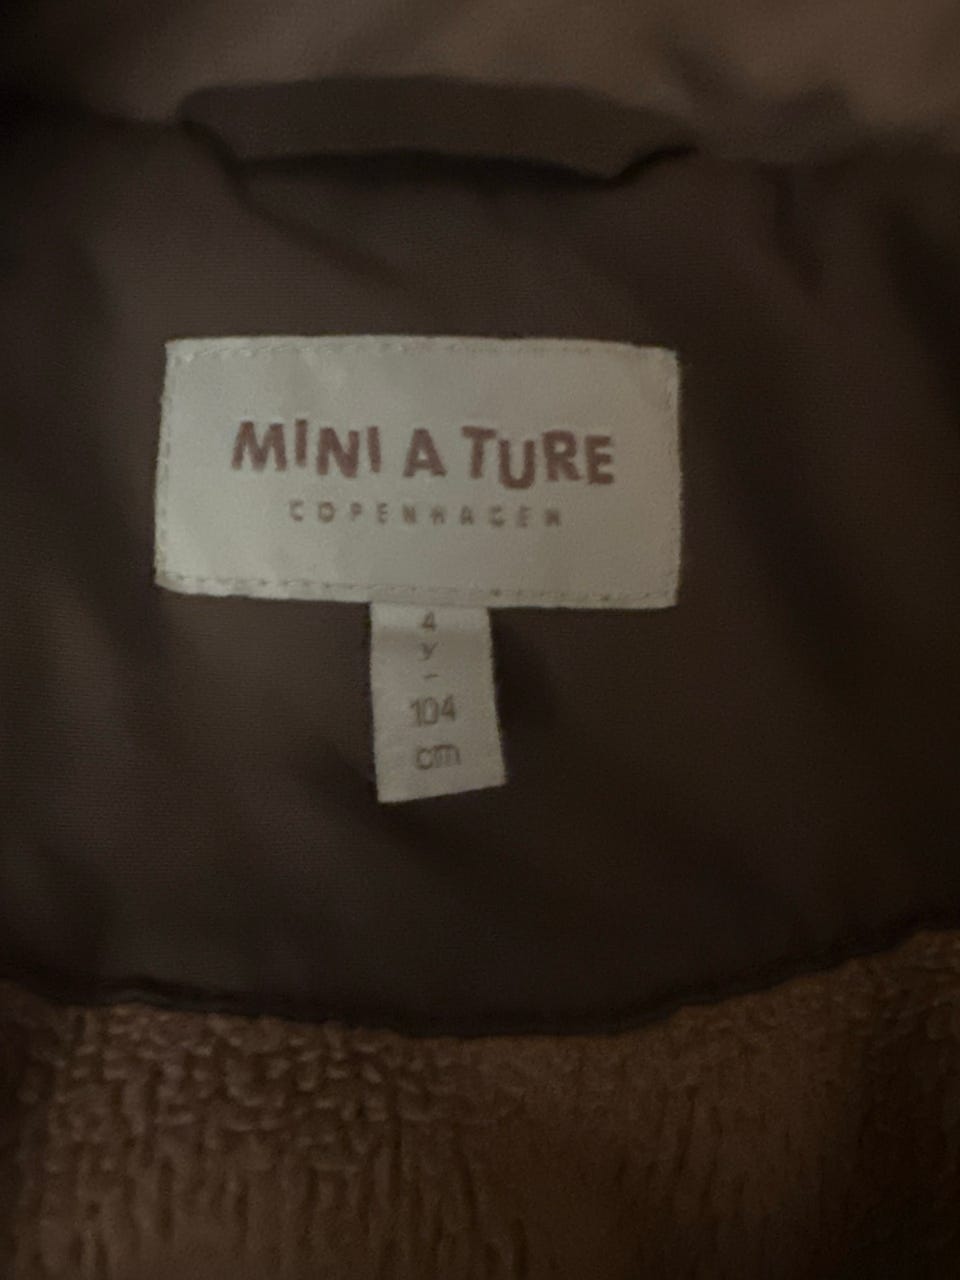 MINI A TURE
COPENHAGEN
4
y
-
104
cm